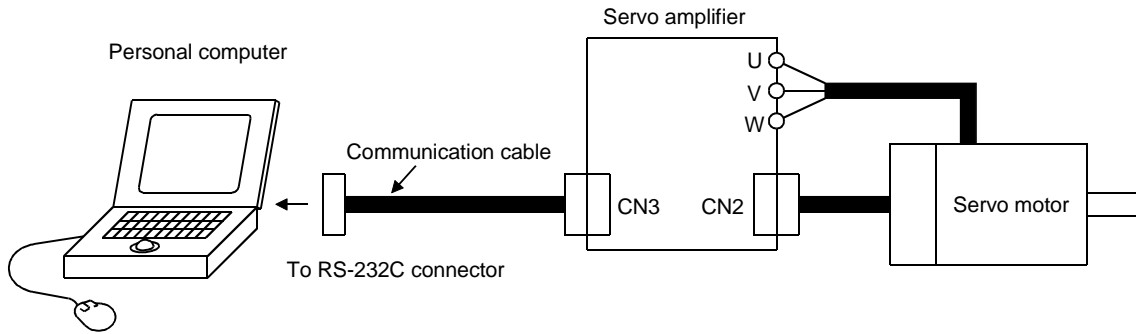 Servo amplifier
Personal computer
U
V
W
Communication cable
CN3
CN2
Servo motor
To RS-232C connector